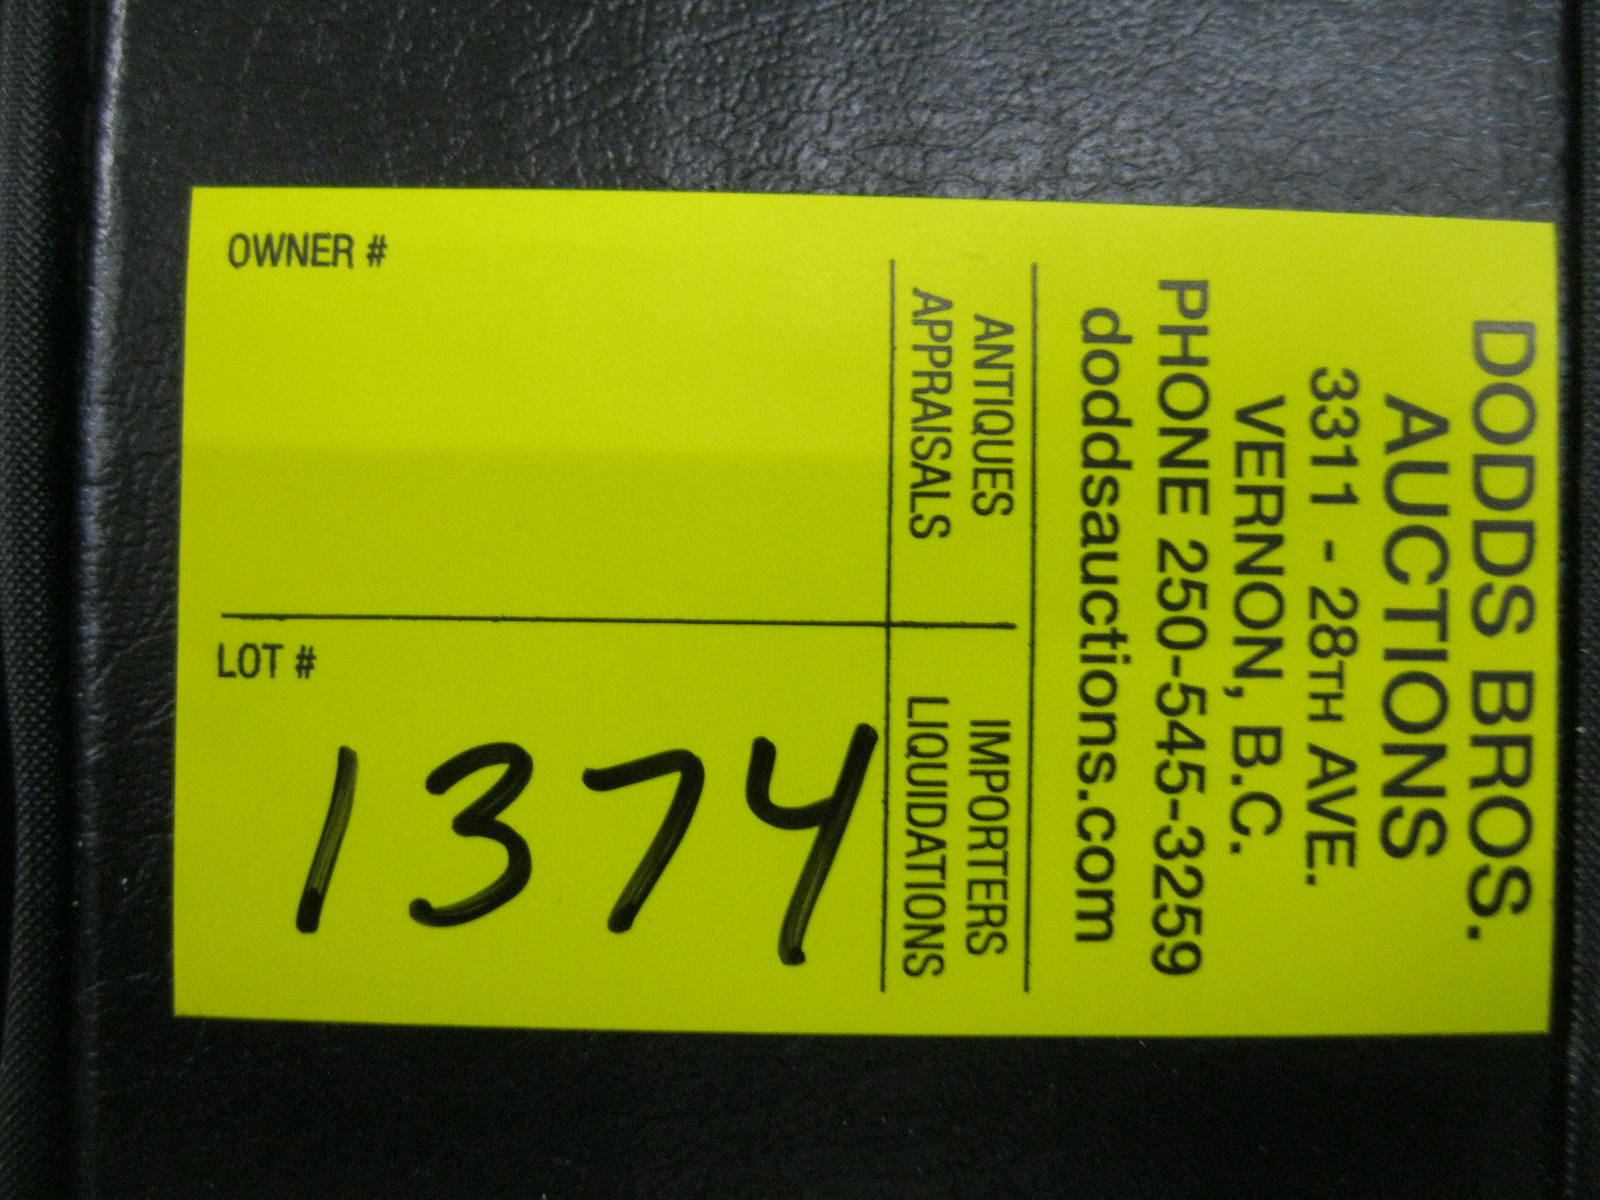 DODDS BROS.
AUCTIONS
3311 - 28TH AVE.
VERNON, B.C.
PHONE 250-545-3259
doddsauctions.com
ANTIQUES
APPRAISALS
IMPORTERS
LIQUIDATIONS
OWNER #
LOT #
1374